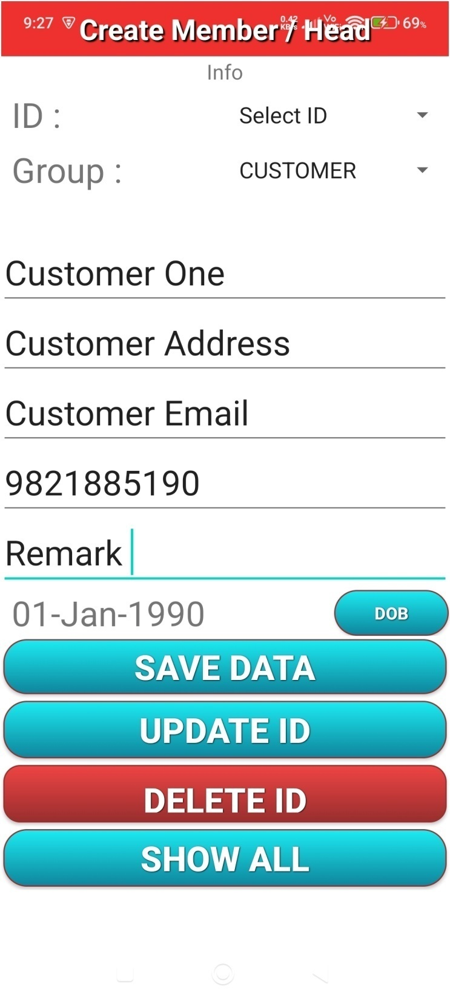 9:27 0.42 KB/s Vo WiFi 69%
Create Member / Head
Info
ID : Select ID
Group : CUSTOMER
Customer One
Customer Address
Customer Email
9821885190
Remark
01-Jan-1990 DOB
SAVE DATA
UPDATE ID
DELETE ID
SHOW ALL